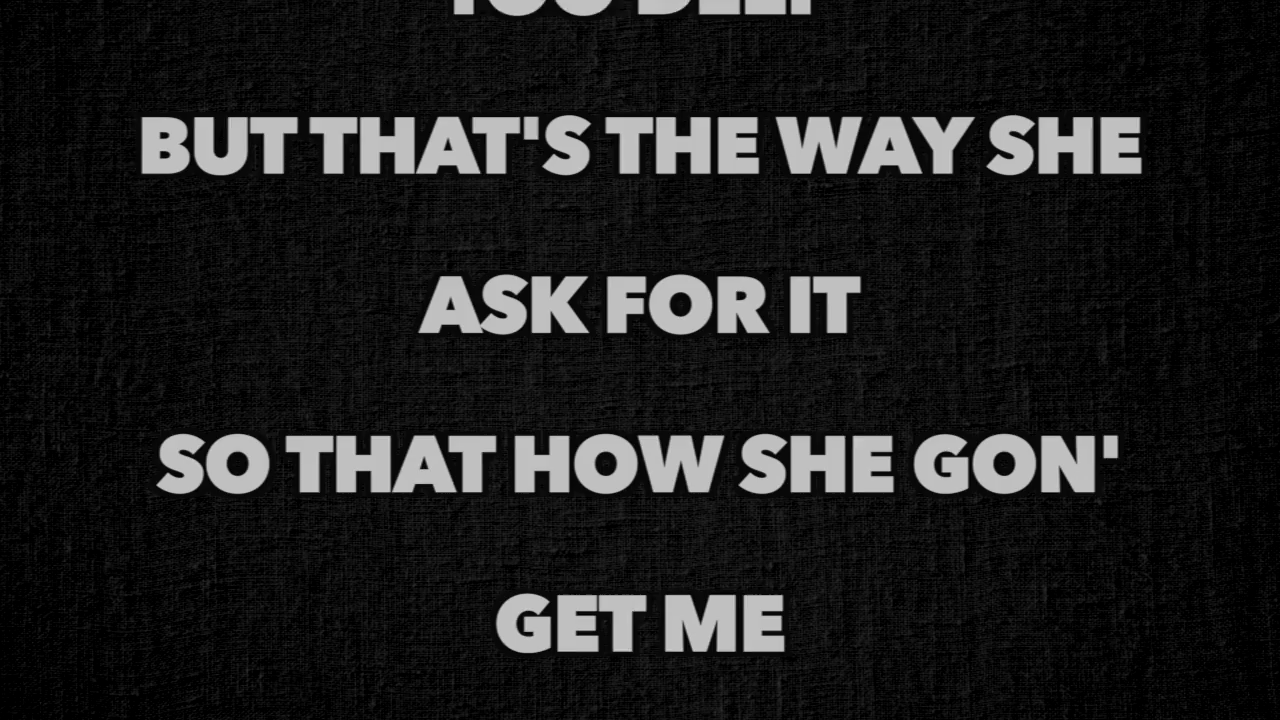 BUT THAT'S THE WAY SHE
ASK FOR IT
SO THAT HOW SHE GON'
GET ME